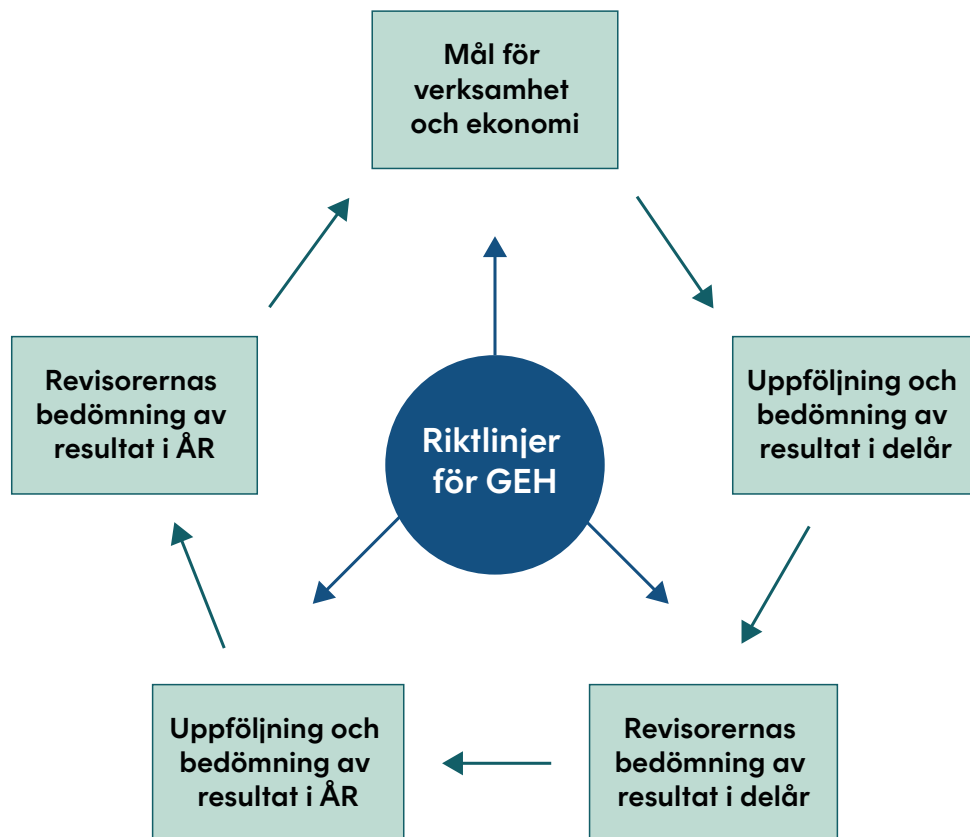 Mål för
verksamhet
och ekonomi
Uppföljning och
bedömning av
resultat i delår
Revisorernas
bedömning av
resultat i delår
Uppföljning och
bedömning av
resultat i ÅR
Revisorernas
bedömning av
resultat i ÅR
Riktlinjer
för GEH